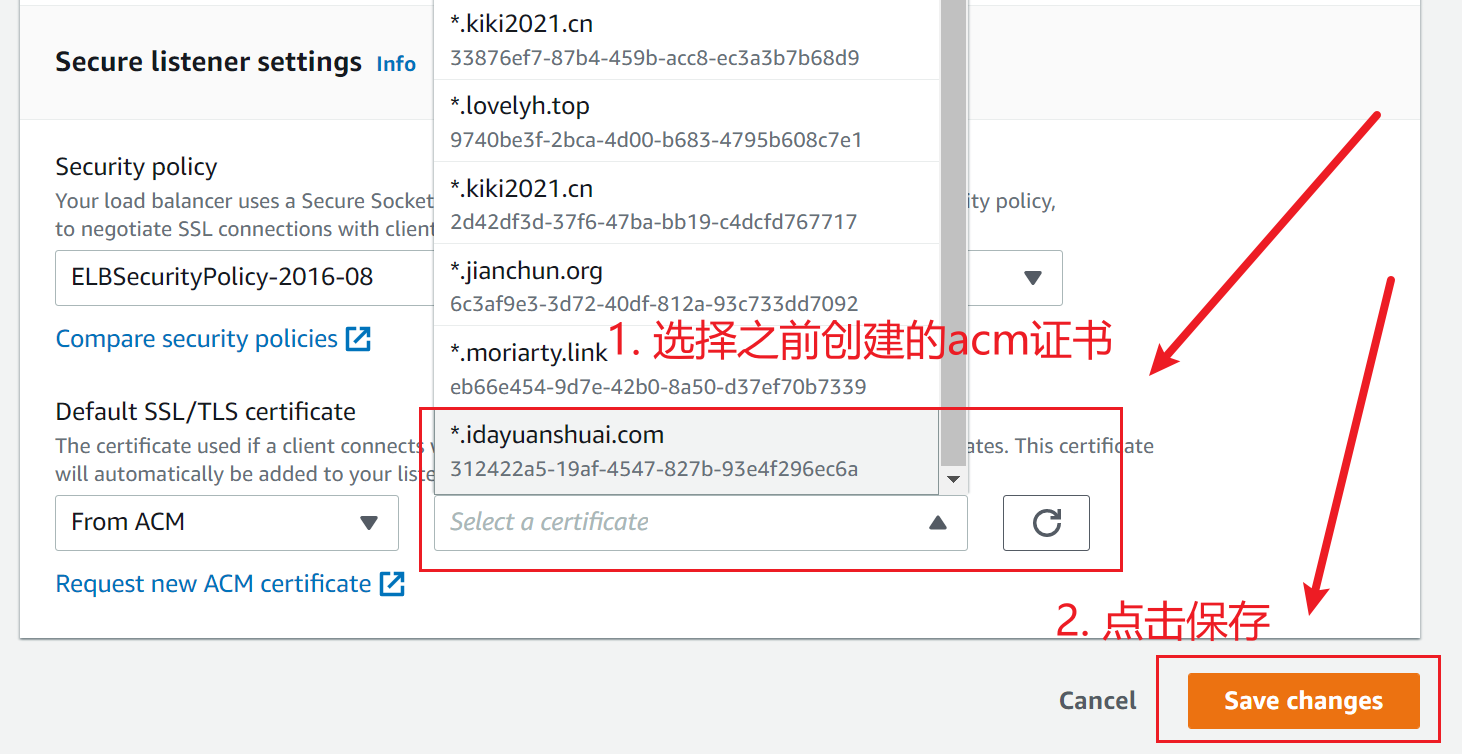 *.kiki2021.cn
33876ef7-87b4-459b-acc8-ec3a3b7b68d9
Secure listener settings Info
*.lovelyh.top
9740be3f-2bca-4d00-b683-4795b608c7e1
Security policy
*.kiki2021.cn
Your load balancer uses a Secure Socket ity policy,
2d42df3d-37f6-47ba-bb19-c4dcfd767717
to negotiate SSL connections with client
ELBSecurityPolicy-2016-08
*.jianchun.org
6c3af9e3-3d72-40df-812a-93c733dd7092
Compare security policies
1. 选择之前创建的acm证书
*.moriarty.link
eb66e454-9d7e-42b0-8a50-d37ef70b7339
Default SSL/TLS certificate
*.idayuanshuai.com
The certificate used if a client connects ates. This certificate
312422a5-19af-4547-827b-93e4f296ec6a
will automatically be added to your liste
From ACM
Select a certificate
Request new ACM certificate
2. 点击保存
Cancel
Save changes